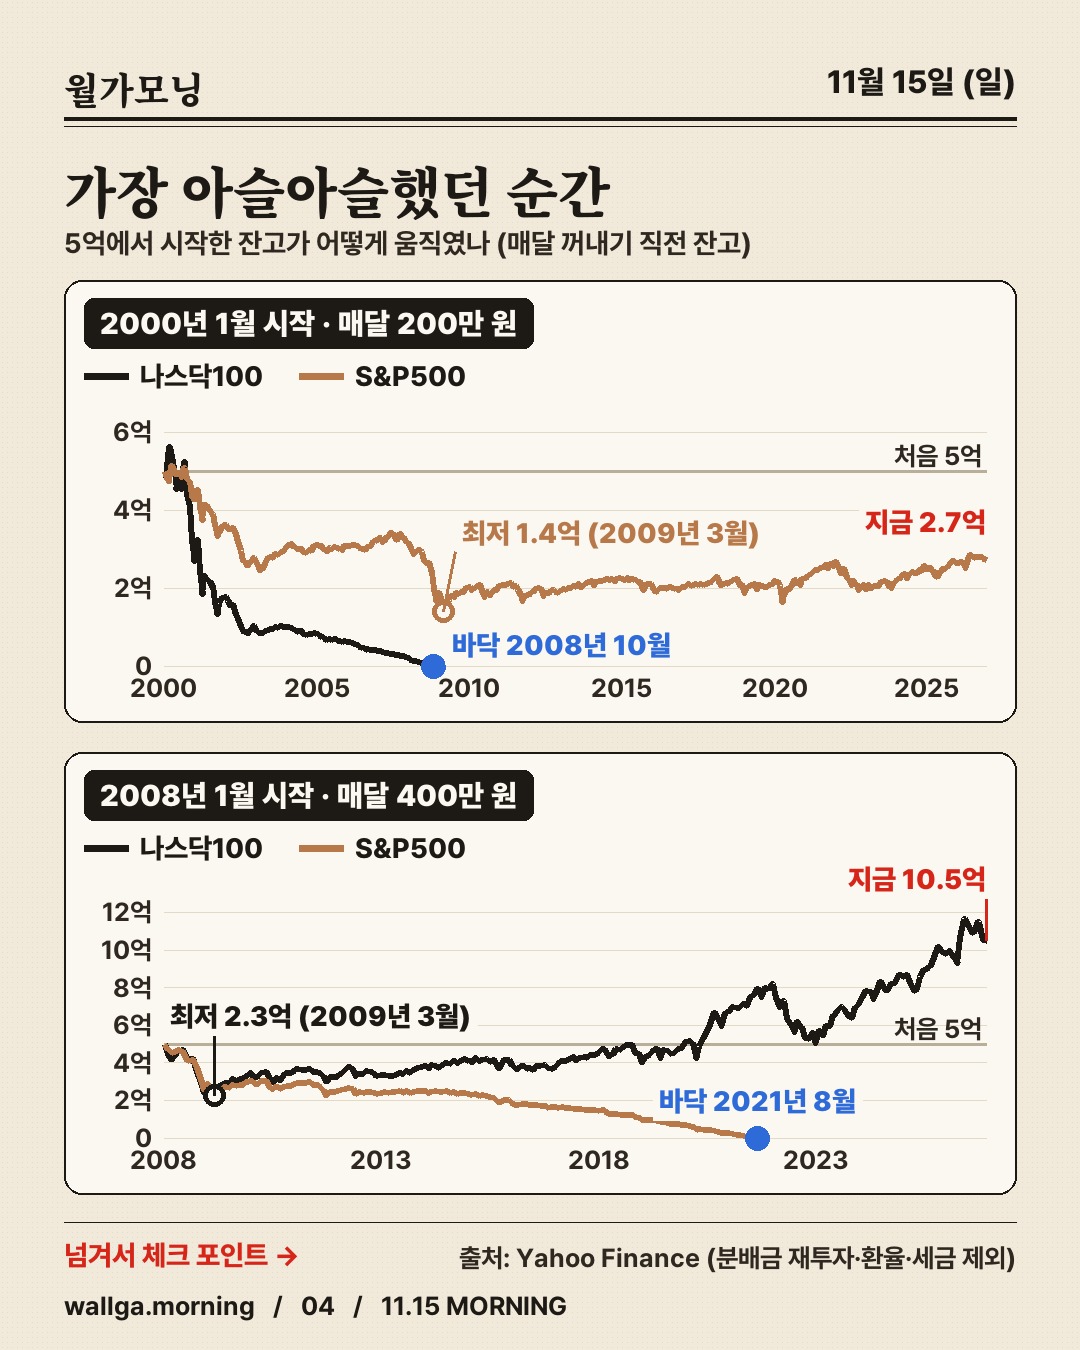 월가모닝
11월 15일 (일)
가장 아슬아슬했던 순간
5억에서 시작한 잔고가 어떻게 움직였나 (매달 꺼내기 직전 잔고)
2000년 1월 시작 · 매달 200만 원
나스닥100 S&P500
6억
처음 5억
4억
지금 2.7억
최저 1.4억 (2009년 3월)
2억
바닥 2008년 10월
0
2000 2005 2010 2015 2020 2025
2008년 1월 시작 · 매달 400만 원
나스닥100 S&P500
지금 10.5억
12억
10억
8억
최저 2.3억 (2009년 3월)
6억
처음 5억
4억
2억
바닥 2021년 8월
0
2008 2013 2018 2023
넘겨서 체크 포인트 →
출처: Yahoo Finance (분배금 재투자·환율·세금 제외)
wallga.morning / 04 / 11.15 MORNING